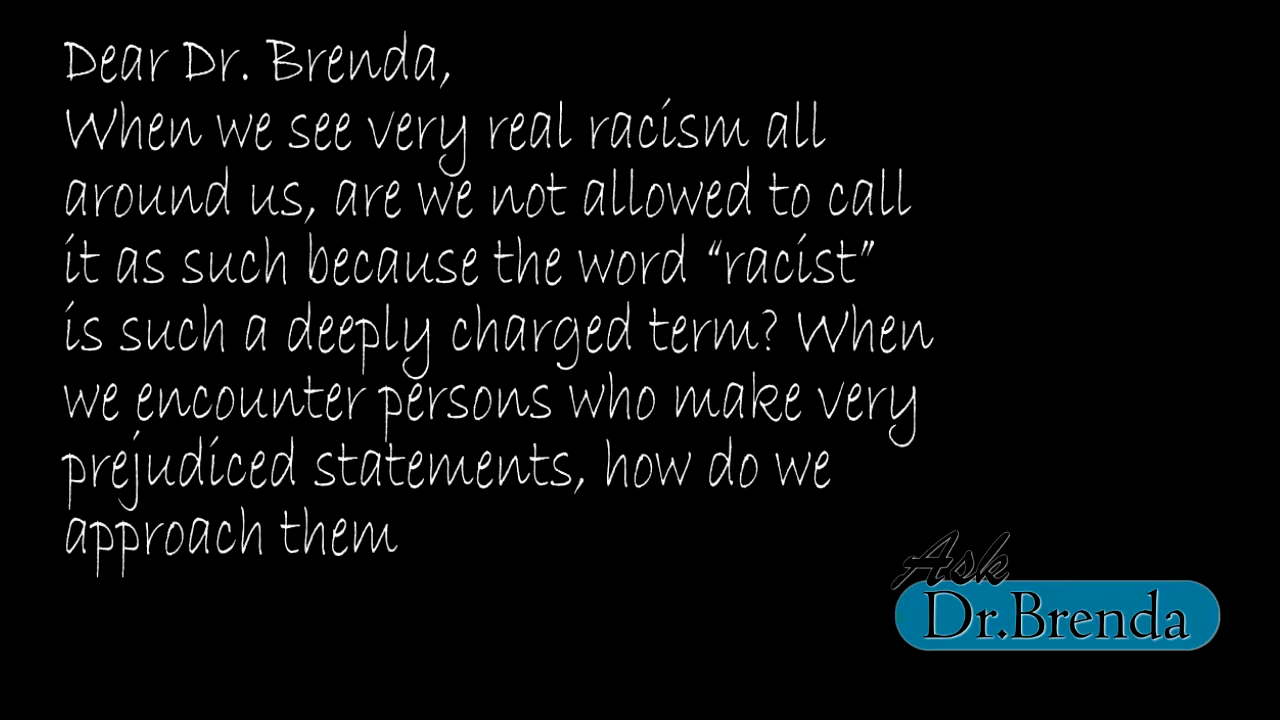 Dear Dr. Brenda,
When we see very real racism all
around us, are we not allowed to call
it as such because the word “racist”
is such a deeply charged term? When
we encounter persons who make very
prejudiced statements, how do we
approach them
Ask
Dr.Brenda